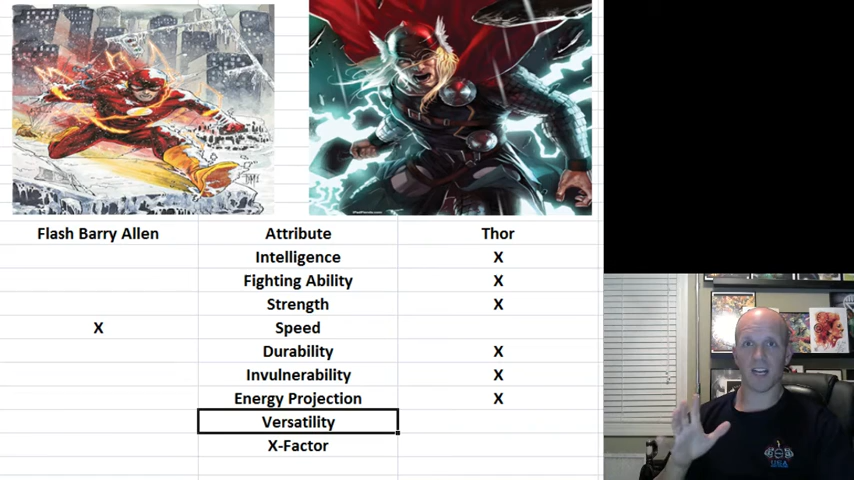 Flash Barry Allen Attribute Thor
Intelligence X
Fighting Ability X
Strength X
X Speed
Durability X
Invulnerability X
Energy Projection X
Versatility
X-Factor